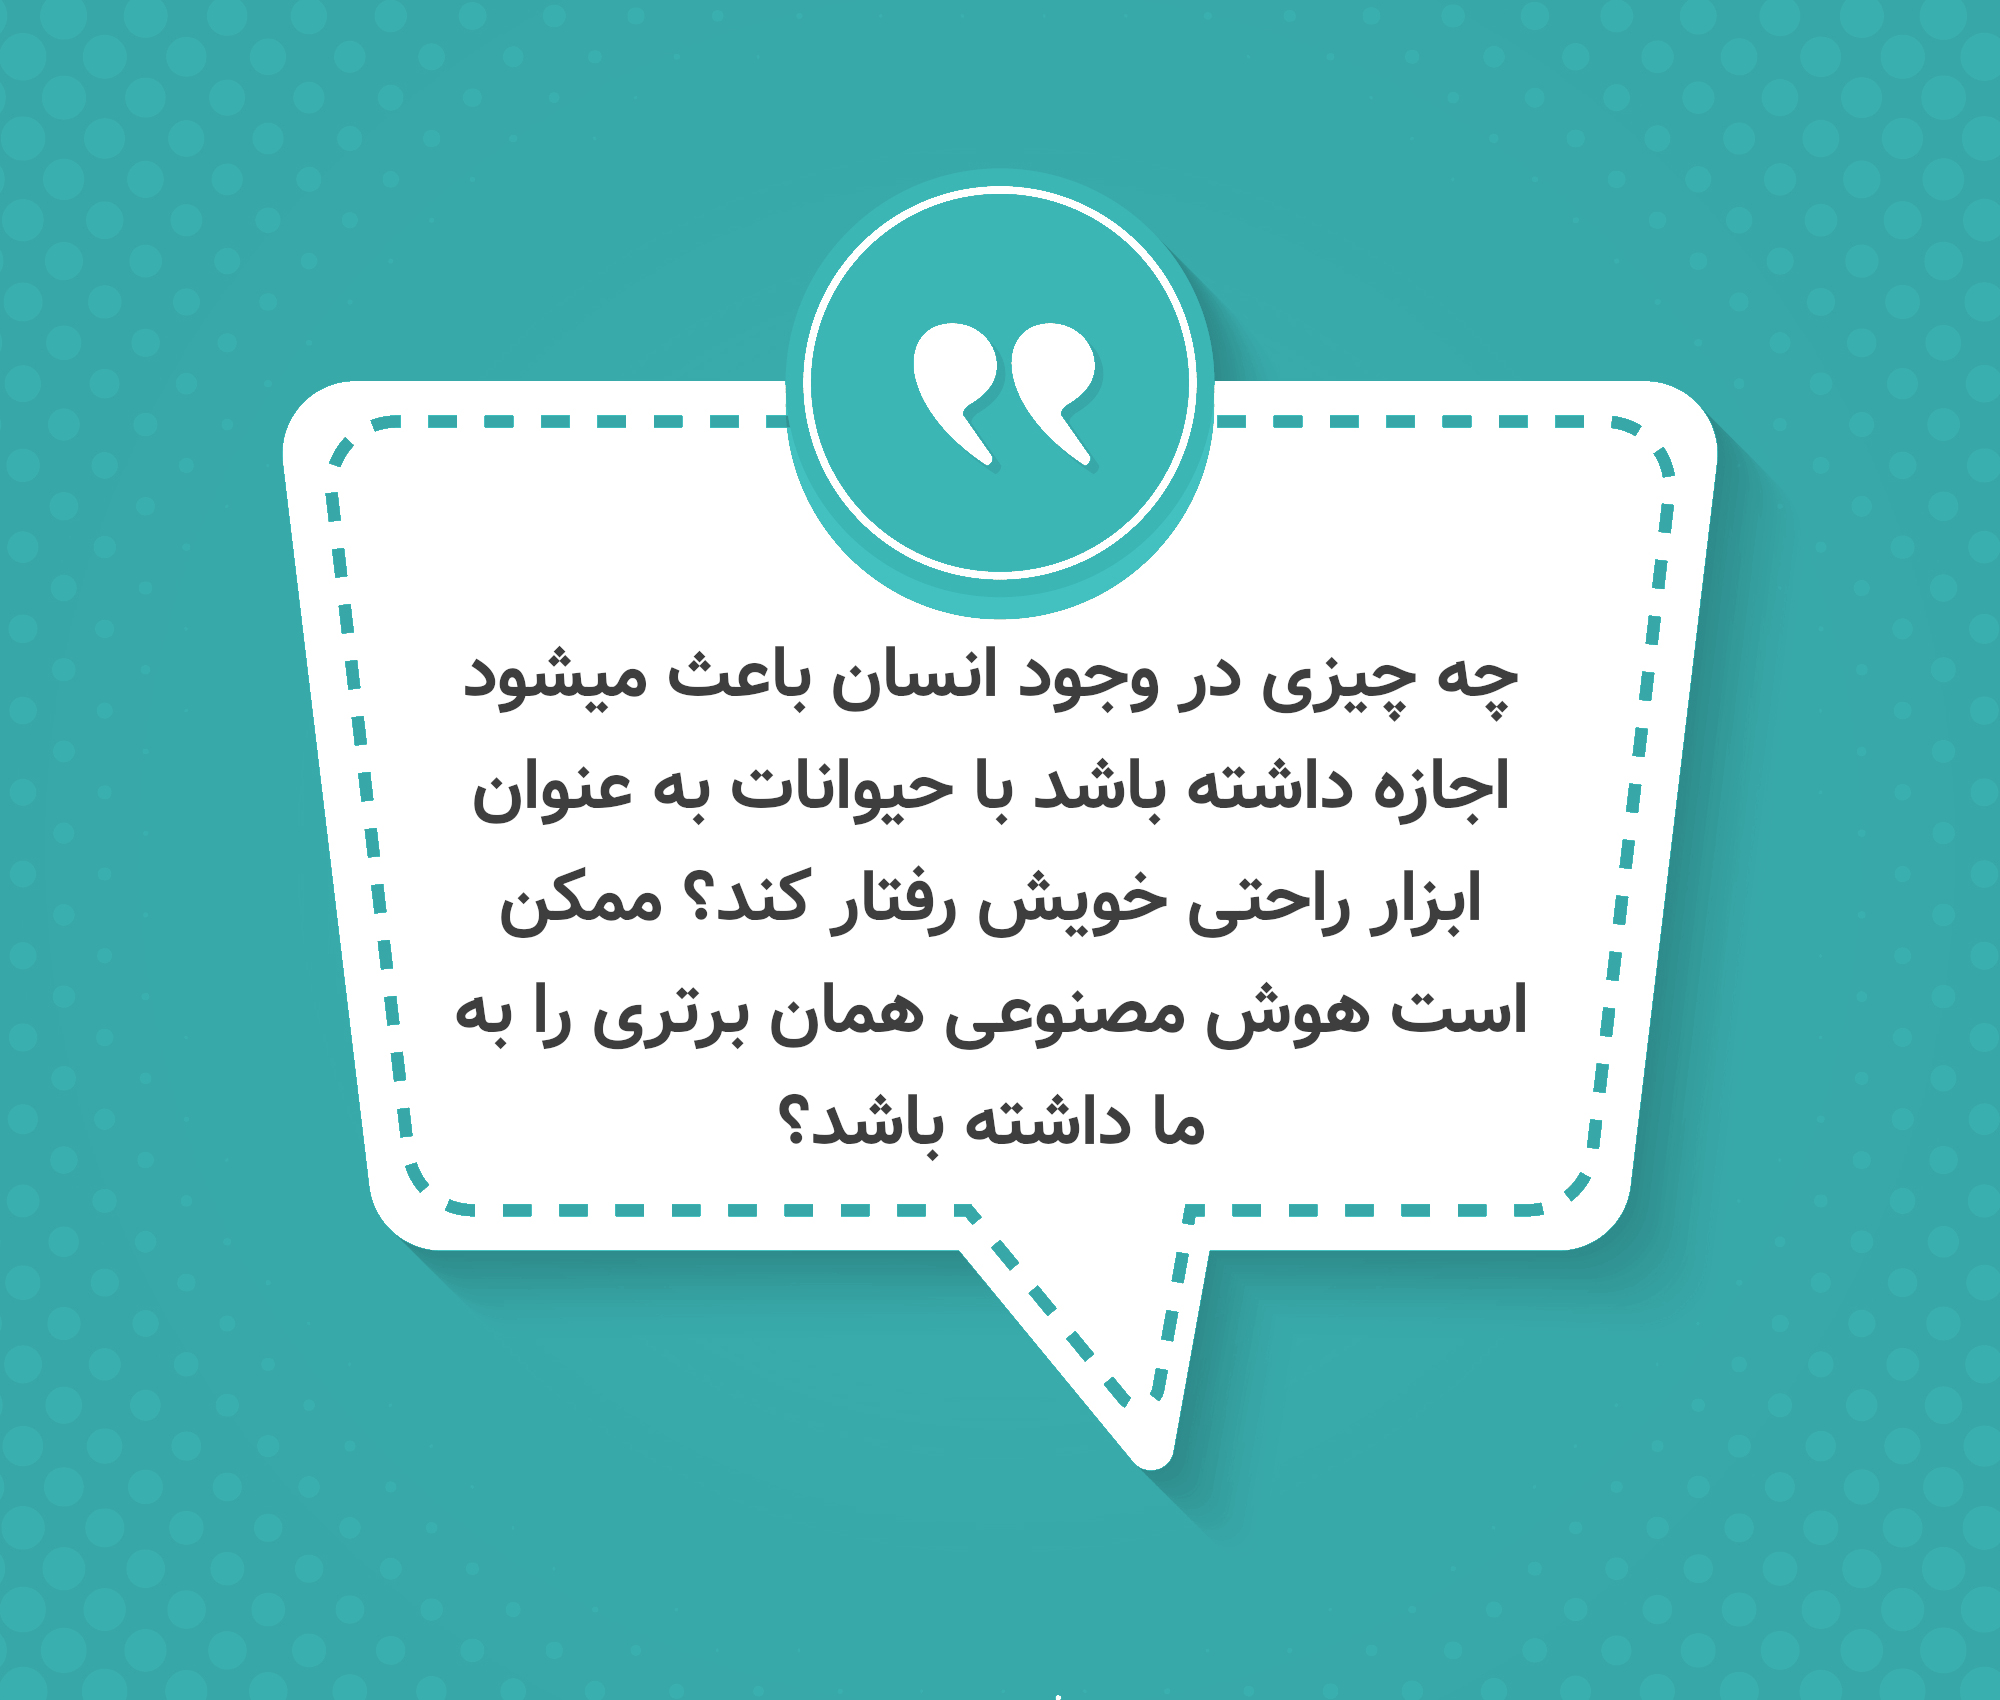 چه چیزی در وجود انسان باعث میشود
اجازه داشته باشد با حیوانات به عنوان
ابزار راحتی خویش رفتار کند؟ ممکن
است هوش مصنوعی همان برتری را به
ما داشته باشد؟